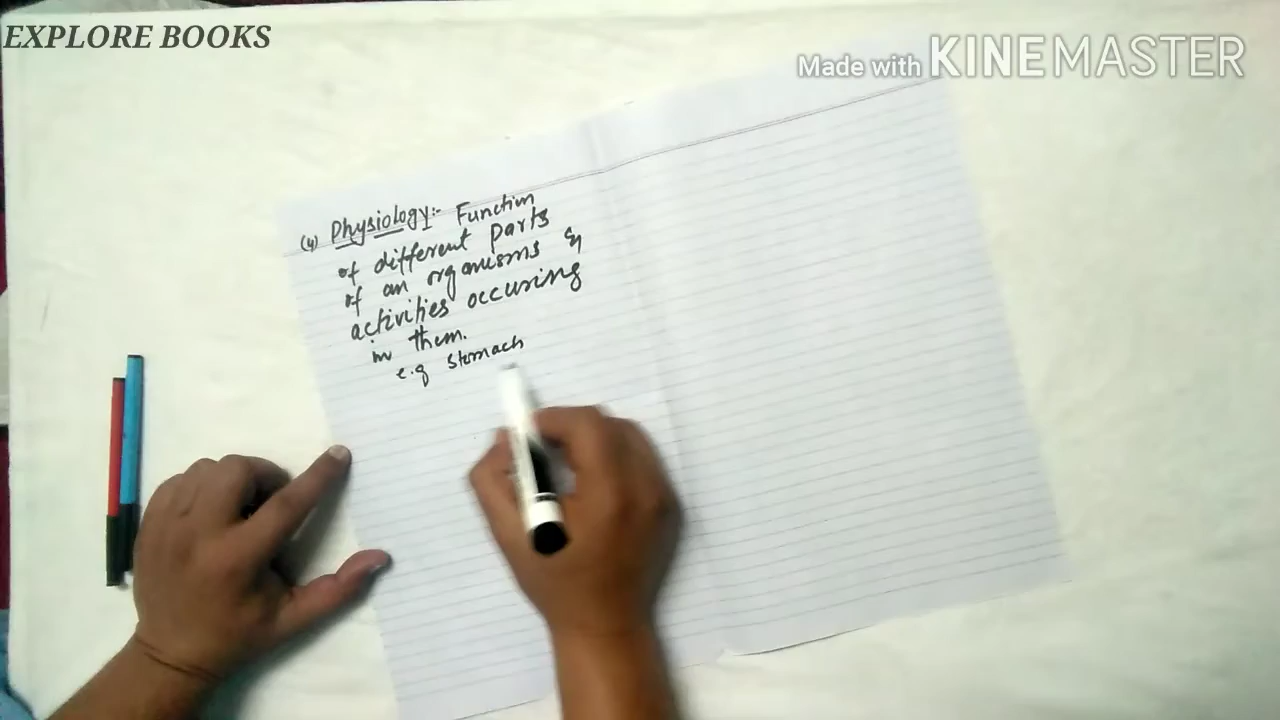 EXPLORE BOOKS
Made with KINEMASTER
(4) Physiology:- Function
of different parts
of an organisms &
activities occuring
in them.
e.g stomach